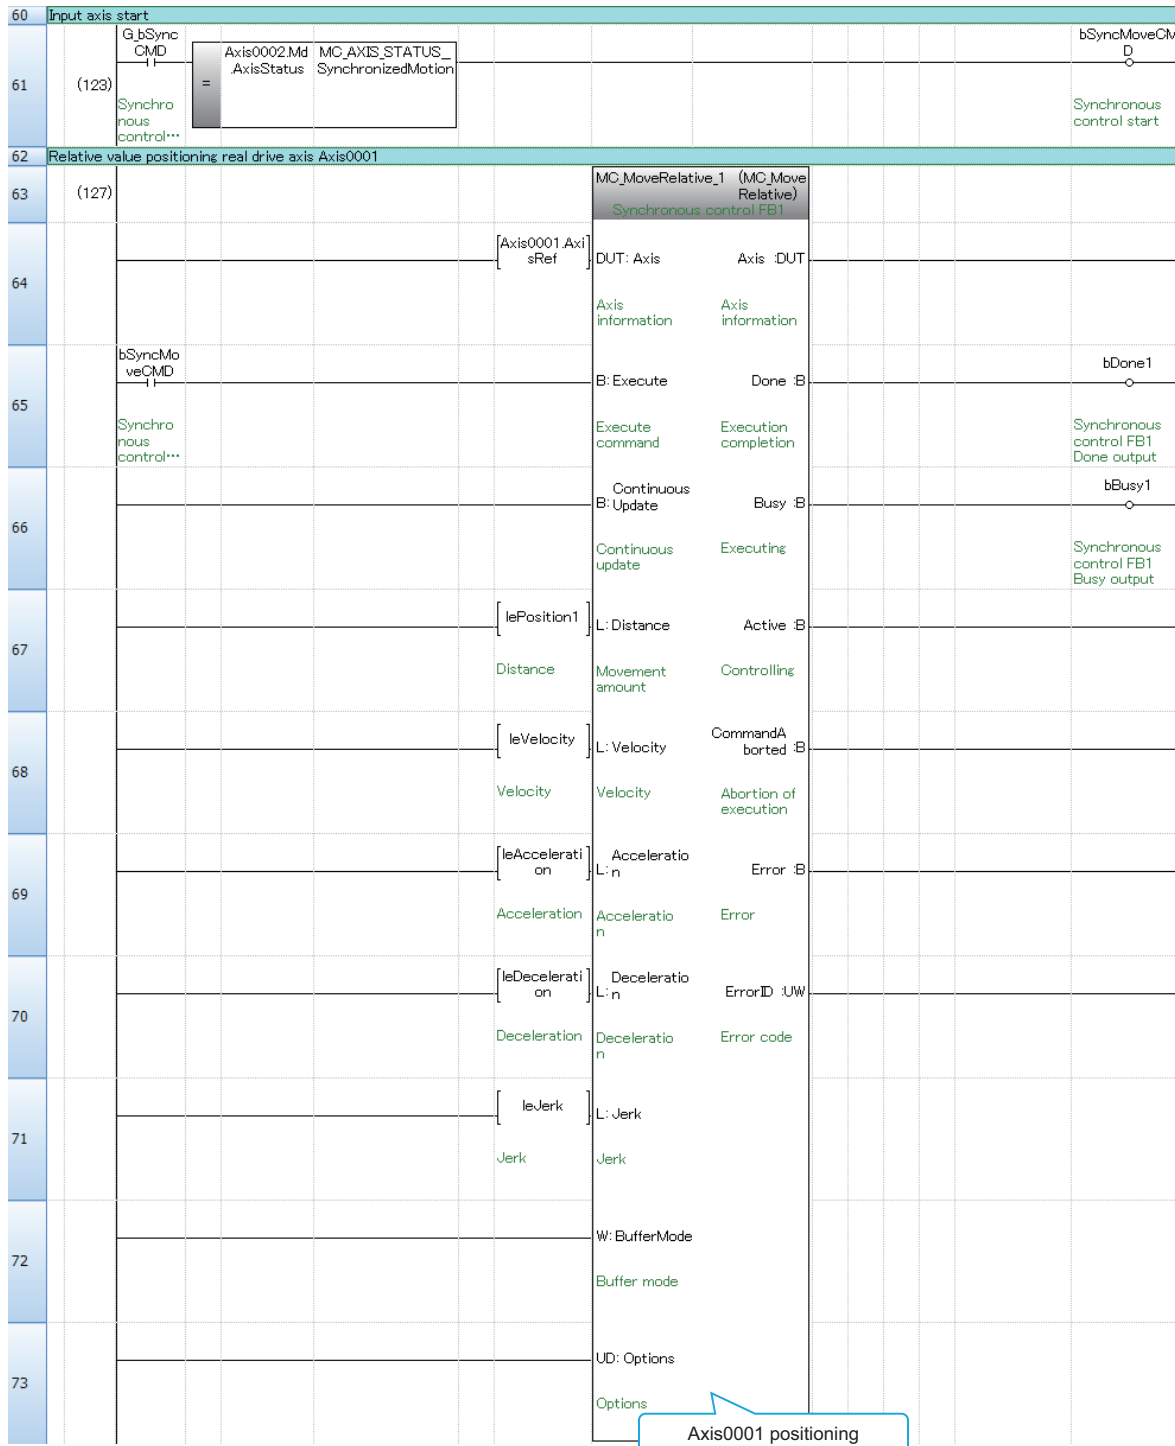 60 Input axis start
G_bSync
CMD
Axis0002.Md
.AxisStatus
MC_AXIS_STATUS_
SynchronizedMotion
bSyncMoveCM
D
61
(123)
=
Synchro
nous
control…
Synchronous
control start
62 Relative value positioning real drive axis Axis0001
63
(127)
MC_MoveRelative_1 (MC_Move
Relative)
Synchronous control FB1
64
[Axis0001.Axi
sRef]
DUT: Axis
Axis :DUT
Axis
information
Axis
information
65
bSyncMo
veCMD
B: Execute
Done :B
bDone1
Synchro
nous
control…
Execute
command
Execution
completion
Synchronous
control FB1
Done output
66
Continuous
B: Update
Busy :B
bBusy1
Continuous
update
Executing
Synchronous
control FB1
Busy output
67
[lePosition1]
L: Distance
Active :B
Distance
Movement
amount
Controlling
68
[leVelocity]
L: Velocity
CommandA
borted :B
Velocity
Velocity
Abortion of
execution
69
[leAccelerati
on]
Acceleratio
L: n
Error :B
Acceleration
Acceleratio
n
Error
70
[leDecelerati
on]
Deceleratio
L: n
ErrorID :UW
Deceleration
Deceleratio
n
Error code
71
[leJerk]
L: Jerk
Jerk
Jerk
72
W: BufferMode
Buffer mode
73
UD: Options
Options
Axis0001 positioning